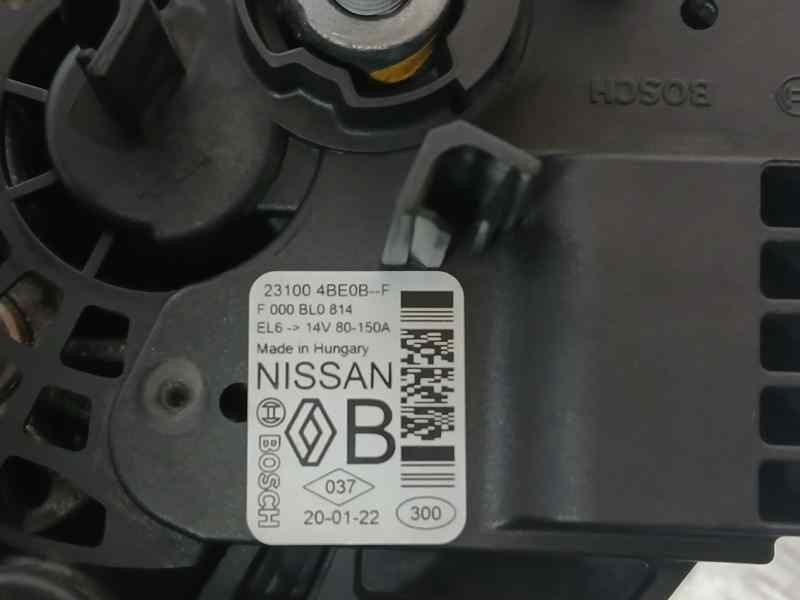 BOSCH
23100 4BE0B--F
F 000 BL0 814
EL6 -> 14V 80-150A
Made in Hungary
NISSAN
BOSCH
B
037
20-01-22
300